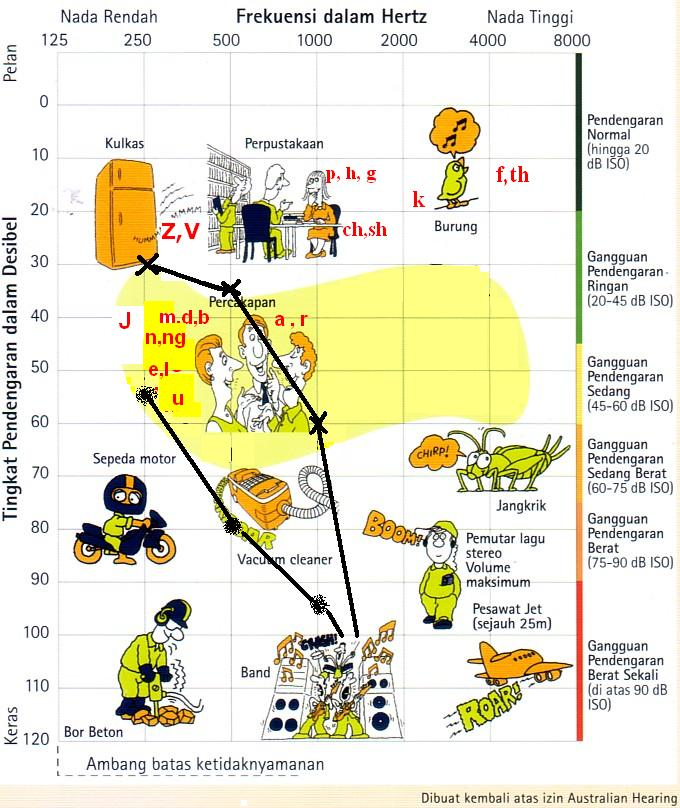 Nada Rendah
Frekuensi dalam Hertz
Nada Tinggi
125 250 500 1000 2000 4000 8000
Pelan
Tingkat Pendengaran dalam Desibel
Keras
0
10
20
30
40
50
60
70
80
90
100
110
120
Kulkas
HUMMMMMMM
Perpustakaan
p, h, g
ch,sh
Z,V
k
f,th
Burung
Percakapan
J
m.d,b
n,ng
e,l-
u
a , r
Sepeda motor
ROAR
Vacuum cleaner
CHIRP!
Jangkrik
BOOM!
Pemutar lagu
stereo
Volume
maksimum
Pesawat Jet
(sejauh 25m)
ROAR!
Band
CRASH!
Bor Beton
Ambang batas ketidaknyamanan
Pendengaran
Normal
(hingga 20
dB ISO)
Gangguan
Pendengaran
Ringan
(20-45 dB ISO)
Gangguan
Pendengaran
Sedang
(45-60 dB ISO)
Gangguan
Pendengaran
Sedang Berat
(60-75 dB ISO)
Gangguan
Pendengaran
Berat
(75-90 dB ISO)
Gangguan
Pendengaran
Berat Sekali
(di atas 90 dB
ISO)
Dibuat kembali atas izin Australian Hearing